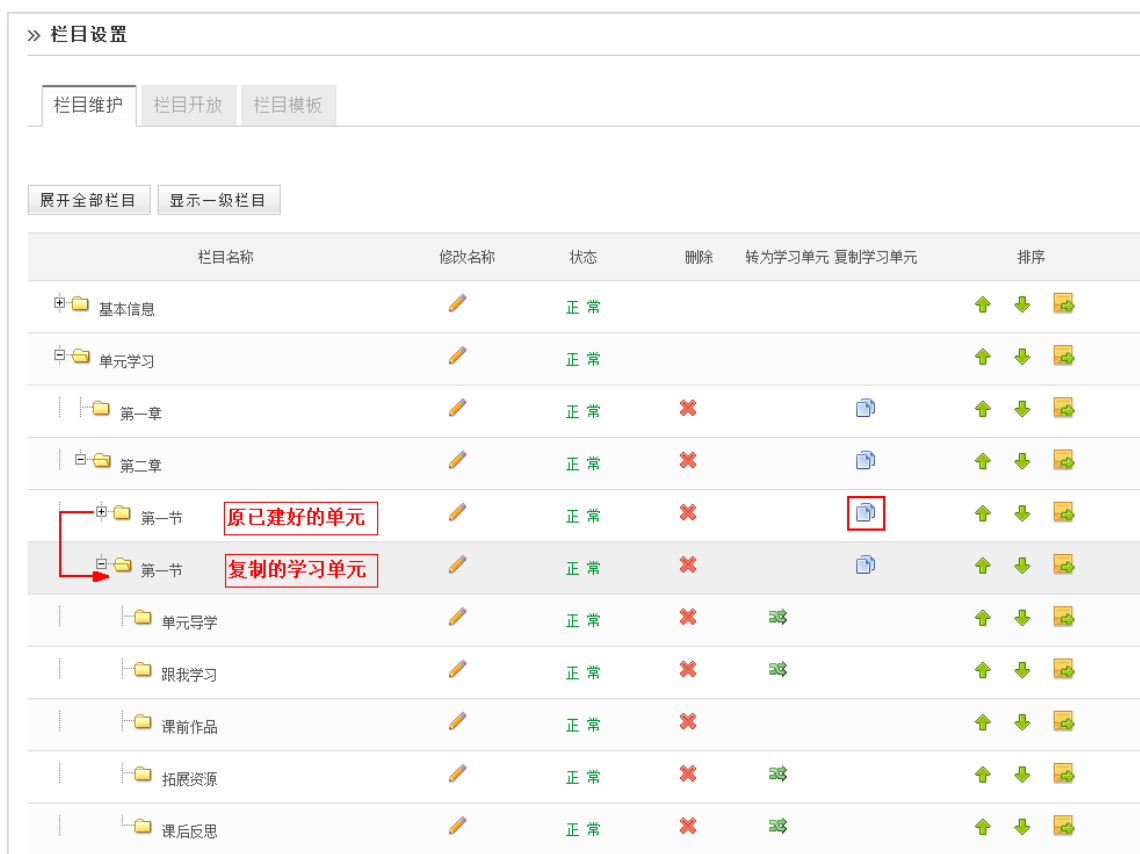 » 栏目设置
栏目维护 栏目开放 栏目模板
展开全部栏目 显示一级栏目
栏目名称 修改名称 状态 删除 转为学习单元 复制学习单元 排序
基本信息 正常
单元学习 正常
第一章 正常
第二章 正常
第一节 原已建好的单元 正常
第一节 复制的学习单元 正常
单元导学 正常
跟我学习 正常
课前作品 正常
拓展资源 正常
课后反思 正常